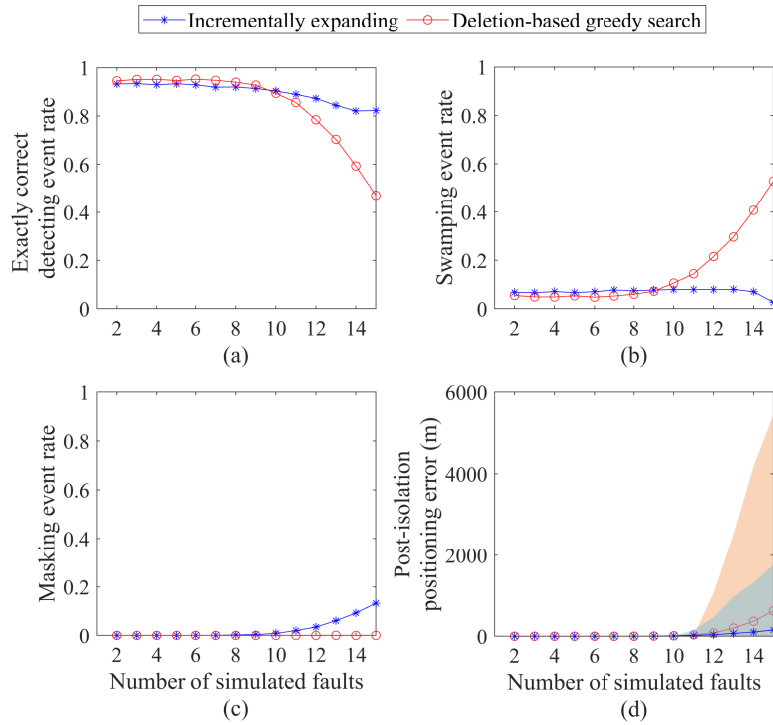 Incrementally expanding
Deletion-based greedy search
1
0.8
0.6
0.4
0.2
0
2 4 6 8 10 12 14
Exactly correct
detecting event rate
(a)
1
0.8
0.6
0.4
0.2
0
2 4 6 8 10 12 14
Swamping event rate
(b)
1
0.8
0.6
0.4
0.2
0
2 4 6 8 10 12 14
Masking event rate
Number of simulated faults
(c)
6000
4000
2000
0
2 4 6 8 10 12 14
Post-isolation
positioning error (m)
Number of simulated faults
(d)